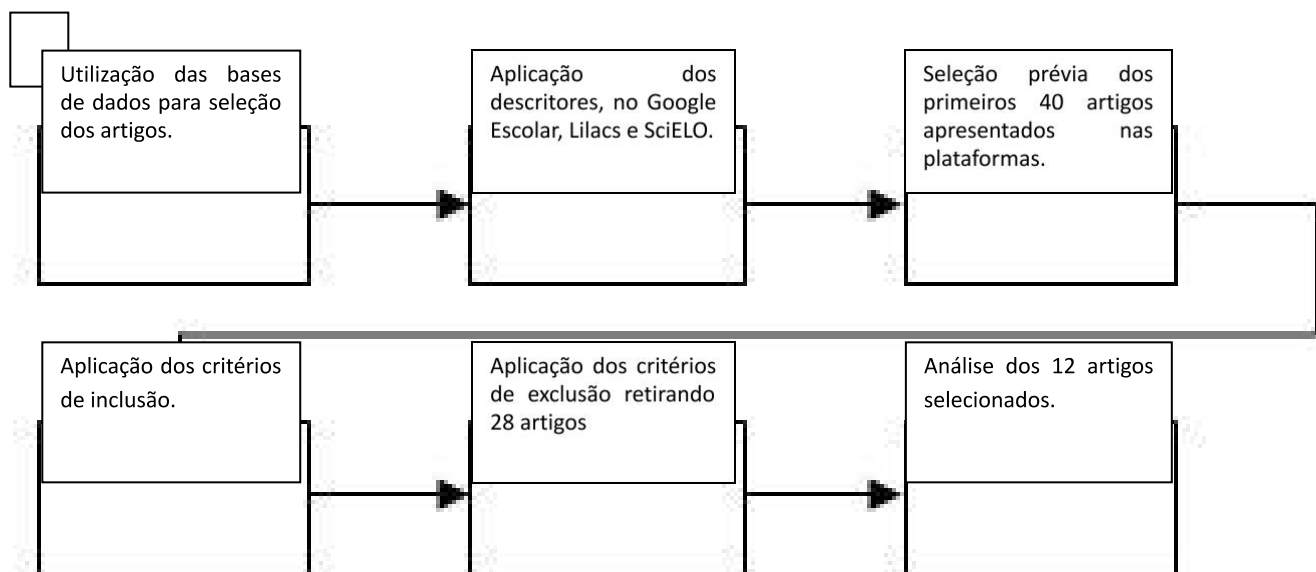 Utilização das bases
de dados para seleção
dos artigos.
Aplicação dos
descritores, no Google
Escolar, Lilacs e SciELO.
Seleção prévia dos
primeiros 40 artigos
apresentados nas
plataformas.
Aplicação dos critérios
de inclusão.
Aplicação dos critérios
de exclusão retirando
28 artigos
Análise dos 12 artigos
selecionados.